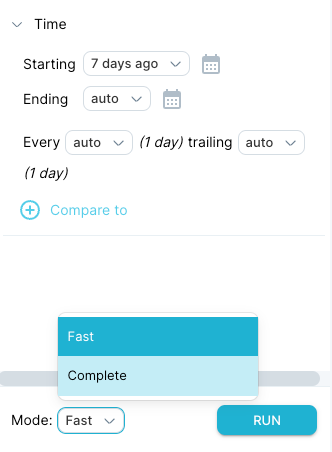 Time
Starting 7 days ago
Ending auto
Every auto (1 day) trailing auto
(1 day)
Compare to
Fast
Complete
Mode: Fast RUN